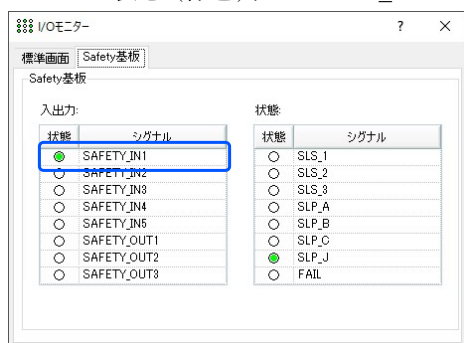 I/Oモニター
? ×
標準画面 Safety基板
Safety基板
入出力: 状態:
状態 シグナル 状態 シグナル
SAFETY_IN1 SLS_1
SAFETY_IN2 SLS_2
SAFETY_IN3 SLS_3
SAFETY_IN4 SLP_A
SAFETY_IN5 SLP_B
SAFETY_OUT1 SLP_C
SAFETY_OUT2 SLP_J
SAFETY_OUT3 FAIL